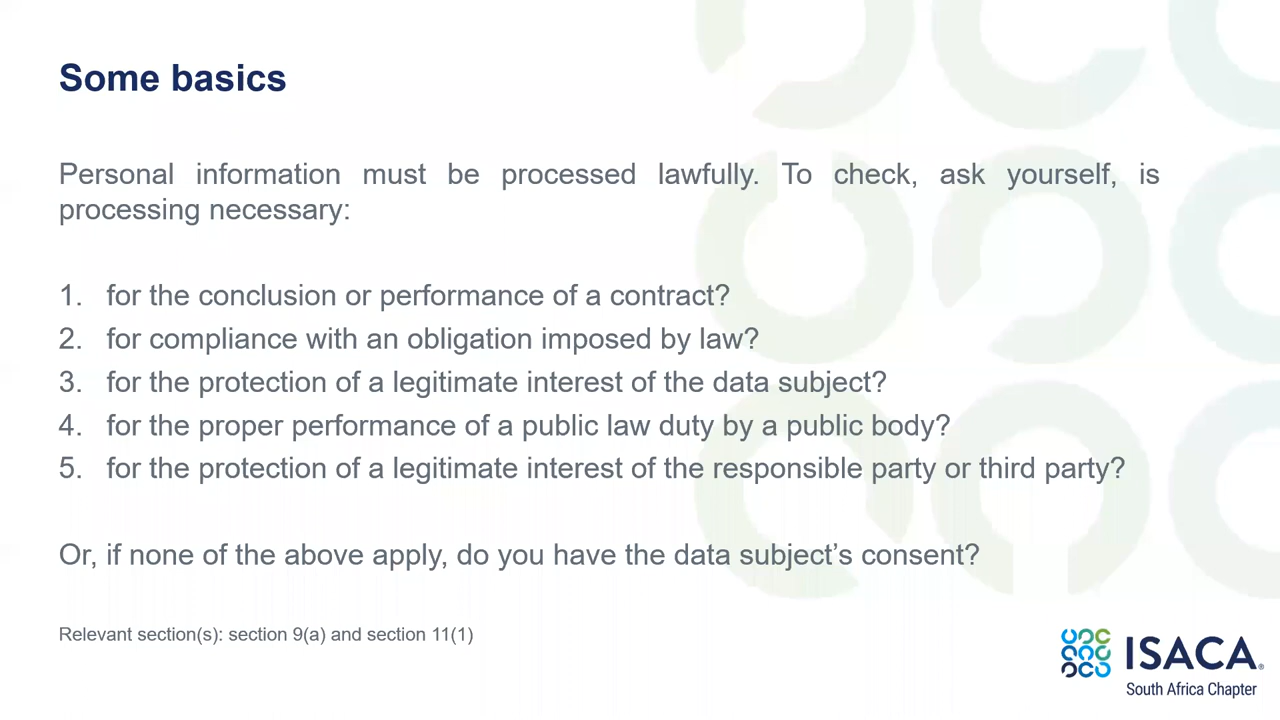 Some basics
Personal information must be processed lawfully. To check, ask yourself, is
processing necessary:
1. for the conclusion or performance of a contract?
2. for compliance with an obligation imposed by law?
3. for the protection of a legitimate interest of the data subject?
4. for the proper performance of a public law duty by a public body?
5. for the protection of a legitimate interest of the responsible party or third party?
Or, if none of the above apply, do you have the data subject’s consent?
Relevant section(s): section 9(a) and section 11(1)
ISACA®
South Africa Chapter